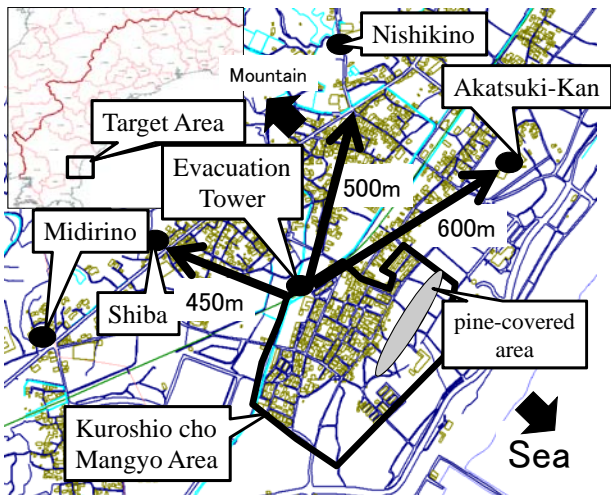 Nishikino
Mountain
Akatsuki-Kan
Target Area
Evacuation
Tower
500m
Midirino
600m
Shiba
450m
pine-covered
area
Kuroshio cho
Mangyo Area
Sea